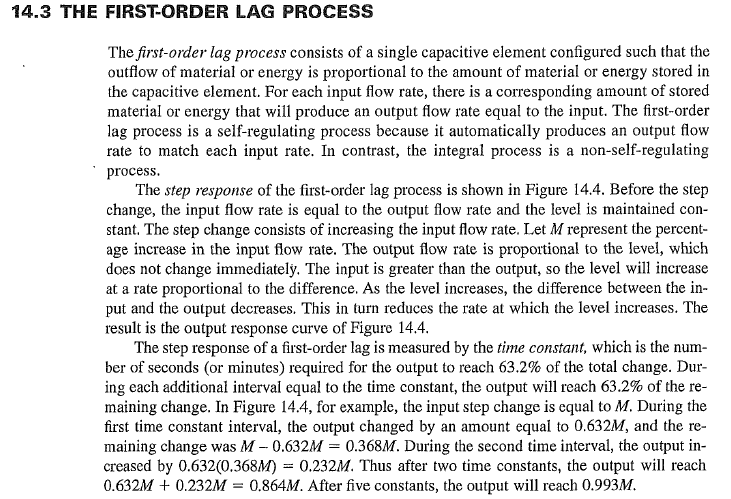 14.3 THE FIRST-ORDER LAG PROCESS
The first-order lag process consists of a single capacitive element configured such that the
outflow of material or energy is proportional to the amount of material or energy stored in
the capacitive element. For each input flow rate, there is a corresponding amount of stored
material or energy that will produce an output flow rate equal to the input. The first-order
lag process is a self-regulating process because it automatically produces an output flow
rate to match each input rate. In contrast, the integral process is a non-self-regulating
process.
The step response of the first-order lag process is shown in Figure 14.4. Before the step
change, the input flow rate is equal to the output flow rate and the level is maintained con-
stant. The step change consists of increasing the input flow rate. Let M represent the percent-
age increase in the input flow rate. The output flow rate is proportional to the level, which
does not change immediately. The input is greater than the output, so the level will increase
at a rate proportional to the difference. As the level increases, the difference between the in-
put and the output decreases. This in turn reduces the rate at which the level increases. The
result is the output response curve of Figure 14.4.
The step response of a first-order lag is measured by the time constant, which is the num-
ber of seconds (or minutes) required for the output to reach 63.2% of the total change. Dur-
ing each additional interval equal to the time constant, the output will reach 63.2% of the re-
maining change. In Figure 14.4, for example, the input step change is equal to M. During the
first time constant interval, the output changed by an amount equal to 0.632M, and the re-
maining change was M – 0.632M = 0.368M. During the second time interval, the output in-
creased by 0.632(0.368M) = 0.232M. Thus after two time constants, the output will reach
0.632M + 0.232M = 0.864M. After five constants, the output will reach 0.993M.